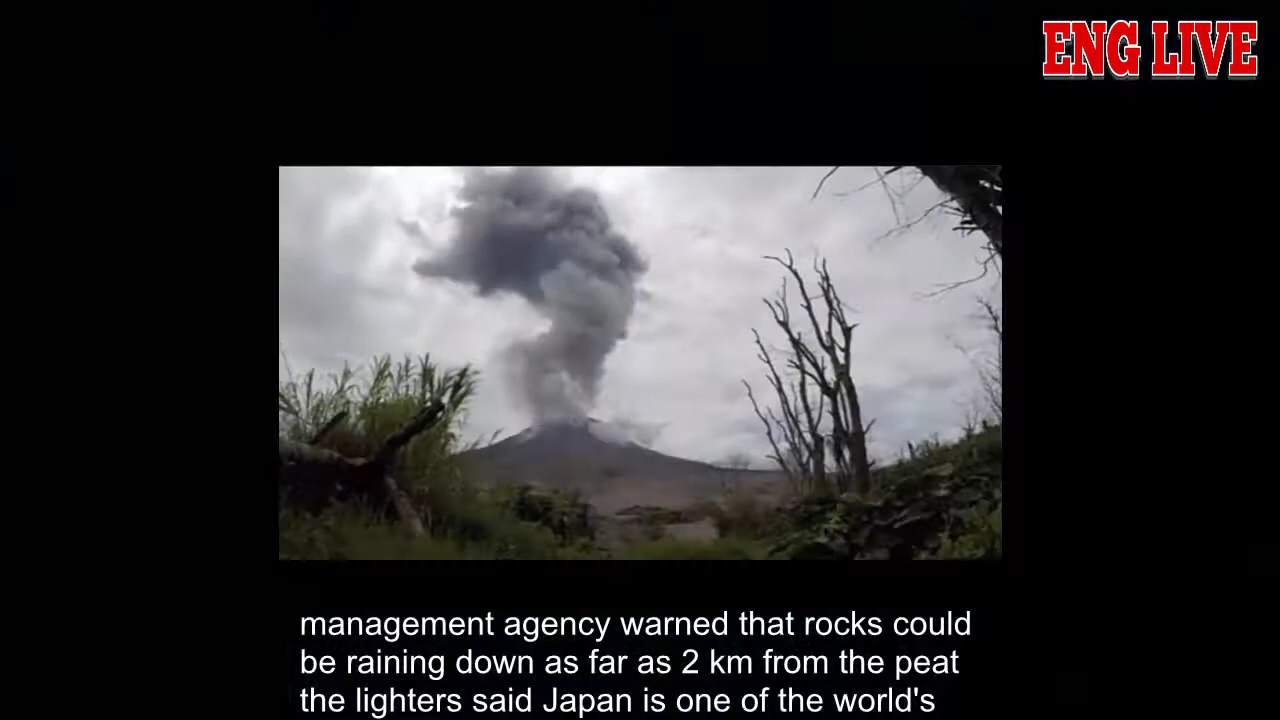 ENG LIVE
management agency warned that rocks could
be raining down as far as 2 km from the peat
the lighters said Japan is one of the world's